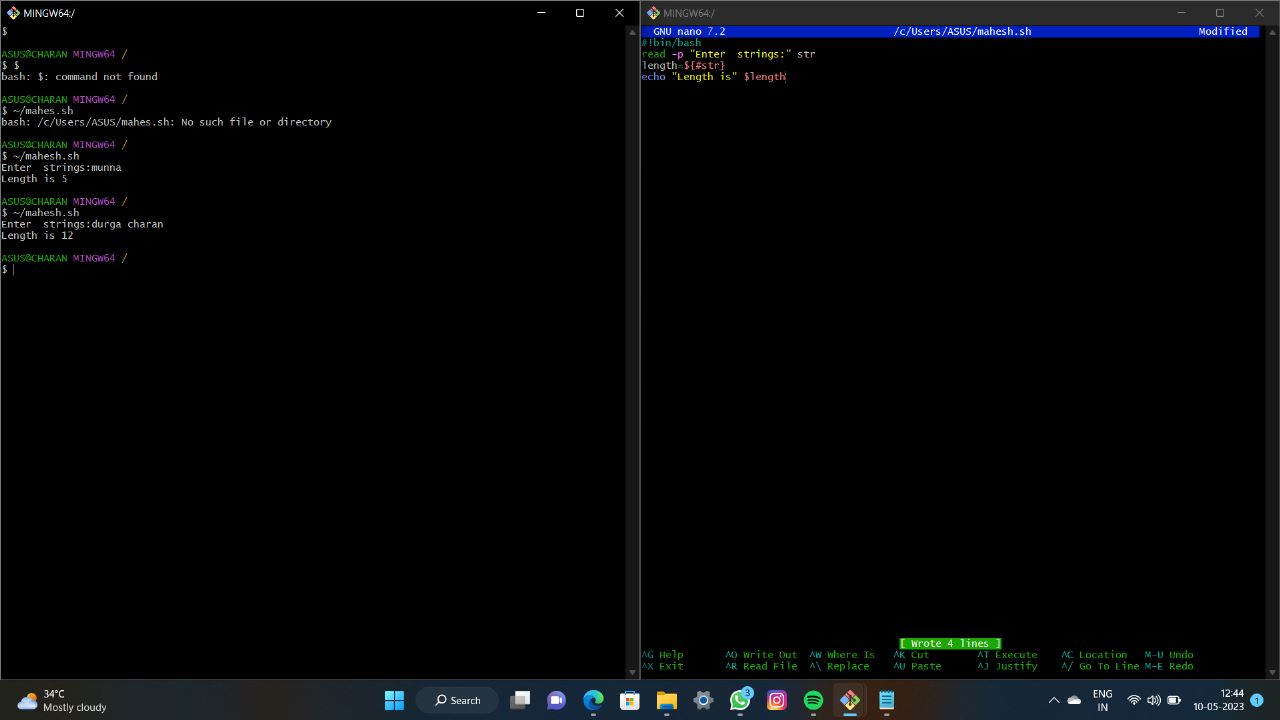 MINGW64:/
$
ASUS@CHARAN MINGW64 /
$ $
bash: $: command not found
ASUS@CHARAN MINGW64 /
$ ~/mahes.sh
bash: /c/Users/ASUS/mahes.sh: No such file or directory
ASUS@CHARAN MINGW64 /
$ ~/mahesh.sh
Enter  strings:munna
Length is 5
ASUS@CHARAN MINGW64 /
$ ~/mahesh.sh
Enter  strings:durga charan
Length is 12
ASUS@CHARAN MINGW64 /
$
MINGW64:/
GNU nano 7.2 /c/Users/ASUS/mahesh.sh Modified
#!bin/bash
read -p "Enter  strings:" str
length=${#str}
echo "Length is" $length
[ Wrote 4 lines ]
^G Help ^O Write Out ^W Where Is ^K Cut ^T Execute ^C Location M-U Undo
^X Exit ^R Read File ^\ Replace ^U Paste ^J Justify ^/ Go To Line M-E Redo
34°C
Mostly cloudy
Search
3
ENG
IN
12:44
10-05-2023
1